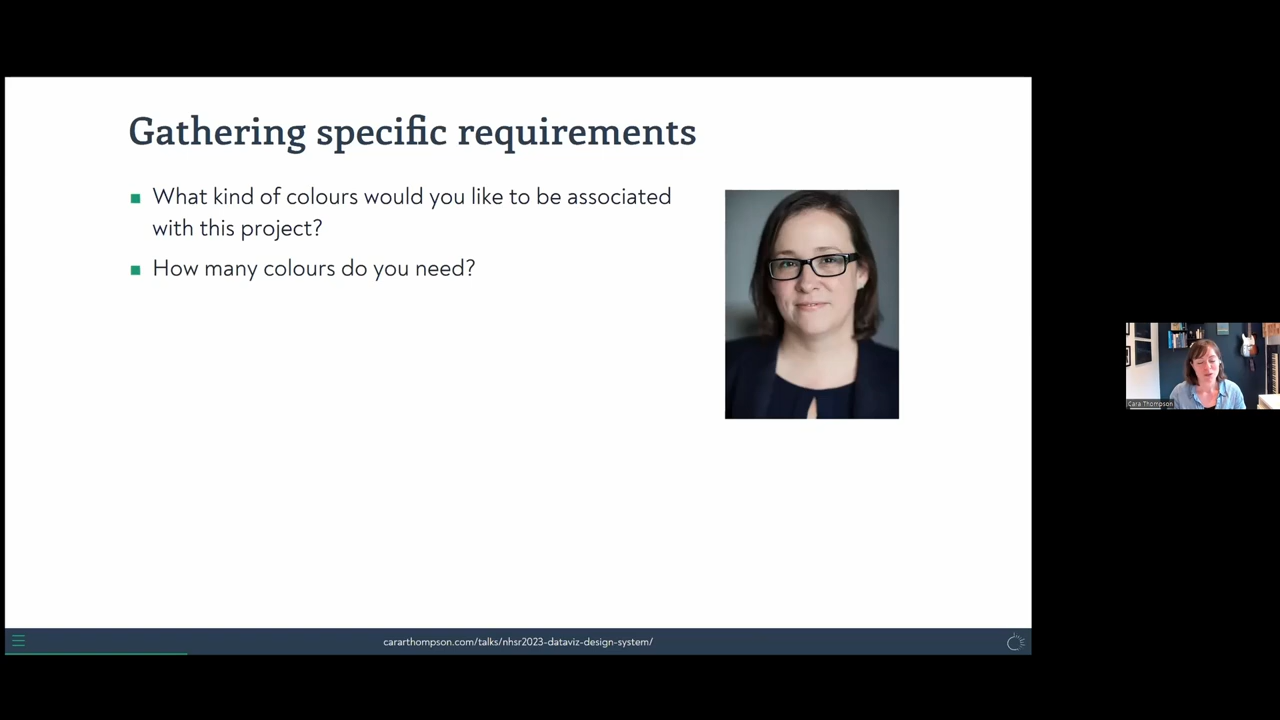 Gathering specific requirements
What kind of colours would you like to be associated
with this project?
How many colours do you need?
Cara Thompson
cararthompson.com/talks/nhsr2023-dataviz-design-system/